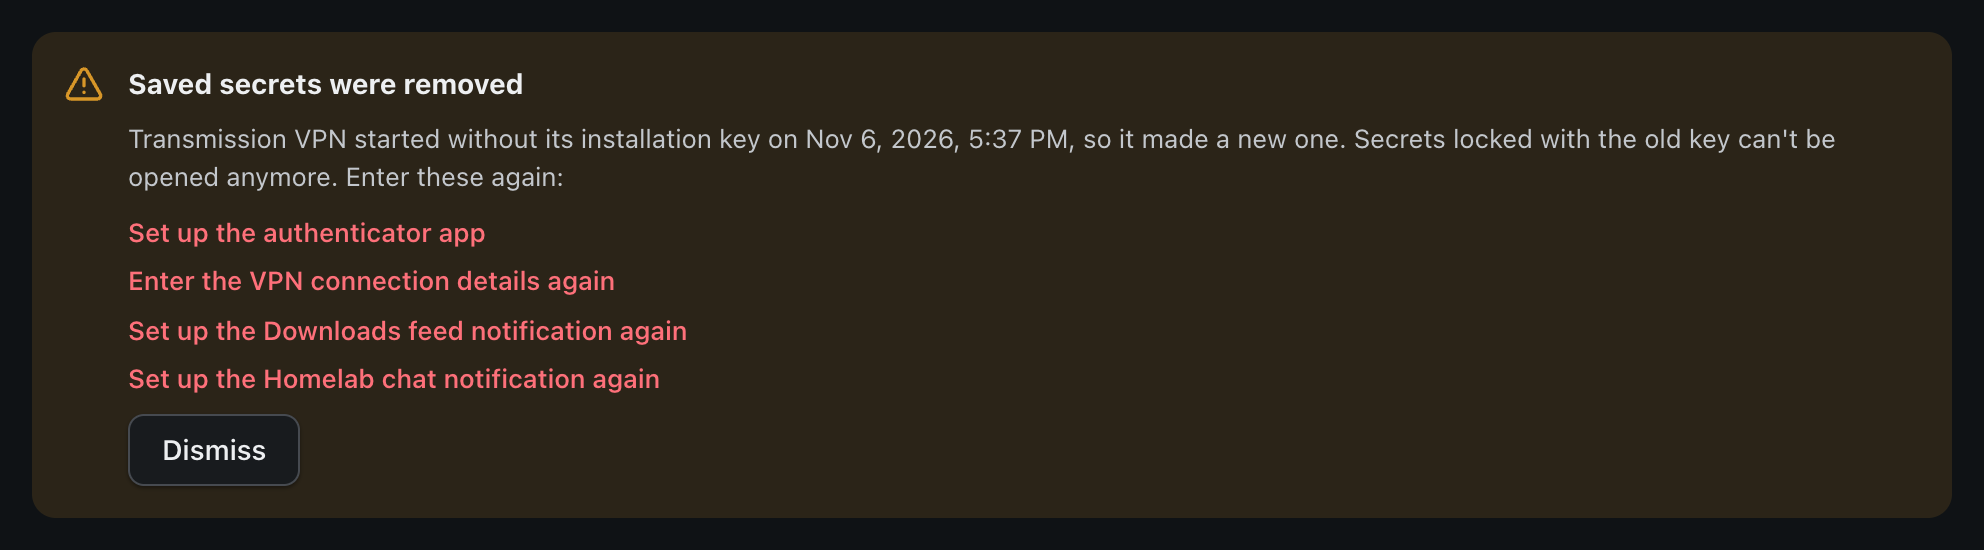 Saved secrets were removed
Transmission VPN started without its installation key on Nov 6, 2026, 5:37 PM, so it made a new one. Secrets locked with the old key can't be
opened anymore. Enter these again:
Set up the authenticator app
Enter the VPN connection details again
Set up the Downloads feed notification again
Set up the Homelab chat notification again
Dismiss